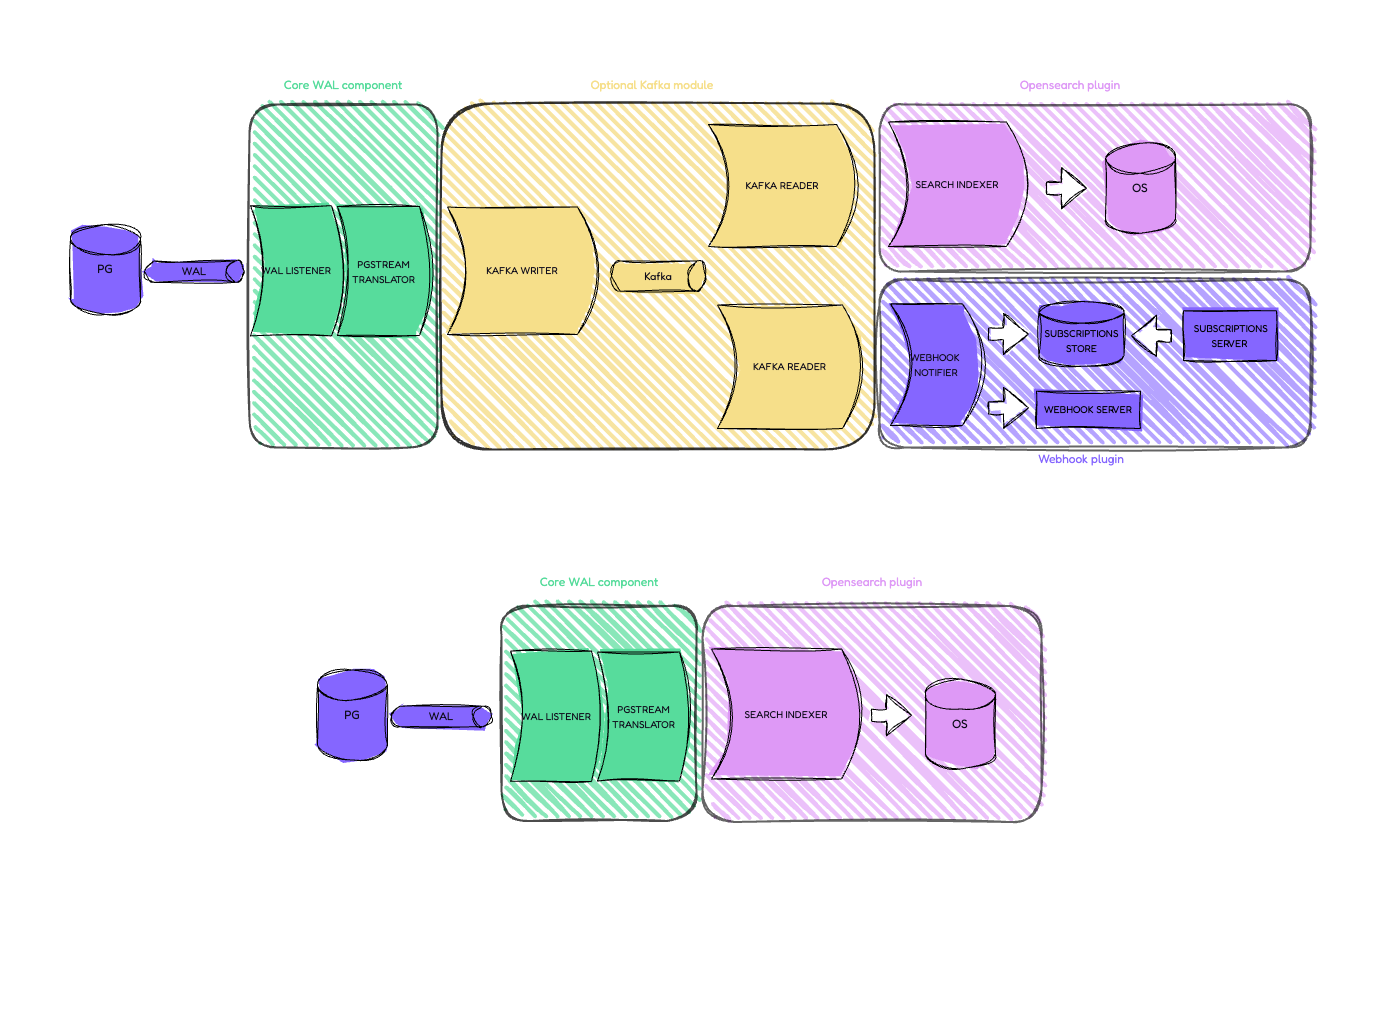 Core WAL component
Optional Kafka module
Opensearch plugin
KAFKA READER
SEARCH INDEXER
OS
PG
WAL
WAL LISTENER
PGSTREAM
TRANSLATOR
KAFKA WRITER
Kafka
KAFKA READER
WEBHOOK
NOTIFIER
SUBSCRIPTIONS
STORE
SUBSCRIPTIONS
SERVER
WEBHOOK SERVER
Webhook plugin
Core WAL component
Opensearch plugin
PG
WAL
WAL LISTENER
PGSTREAM
TRANSLATOR
SEARCH INDEXER
OS